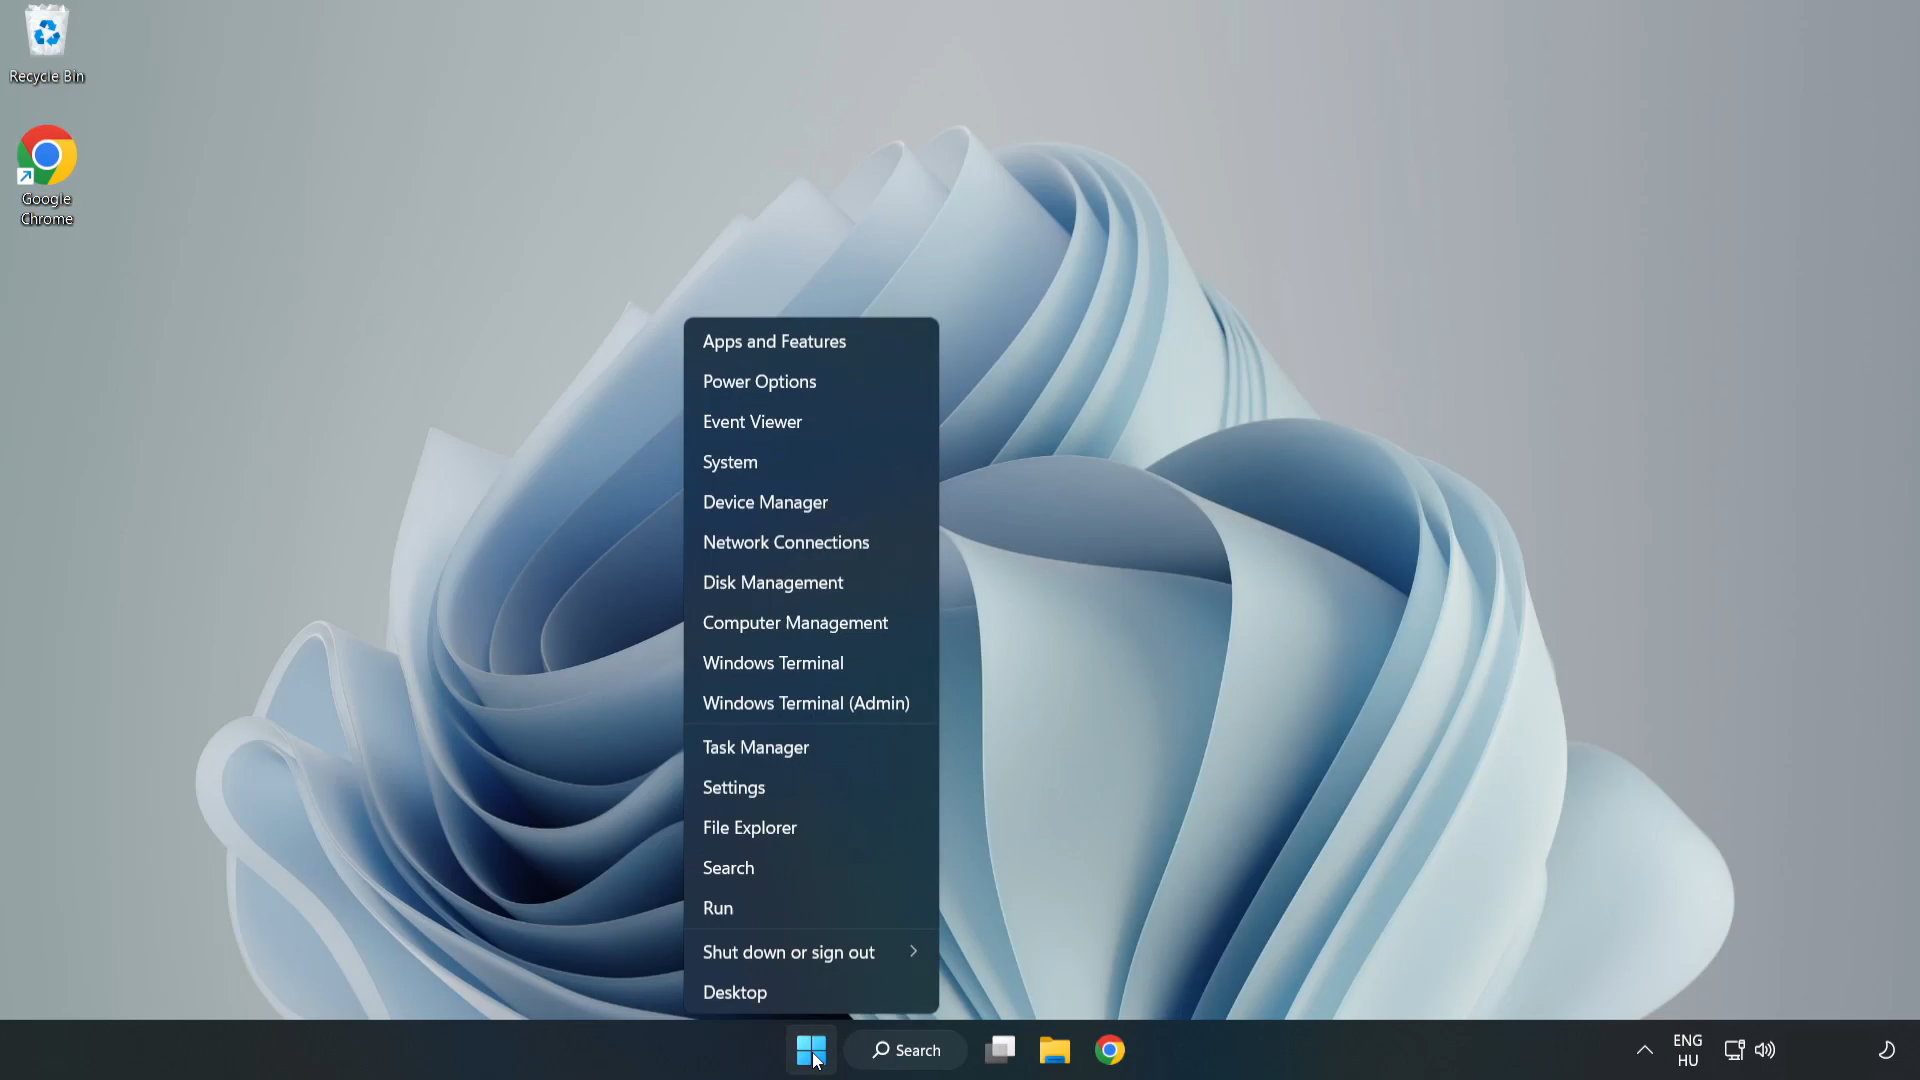 Recycle Bin
Google
Chrome
Apps and Features
Power Options
Event Viewer
System
Device Manager
Network Connections
Disk Management
Computer Management
Windows Terminal
Windows Terminal (Admin)
Task Manager
Settings
File Explorer
Search
Run
Shut down or sign out
Desktop
Search
ENG
HU